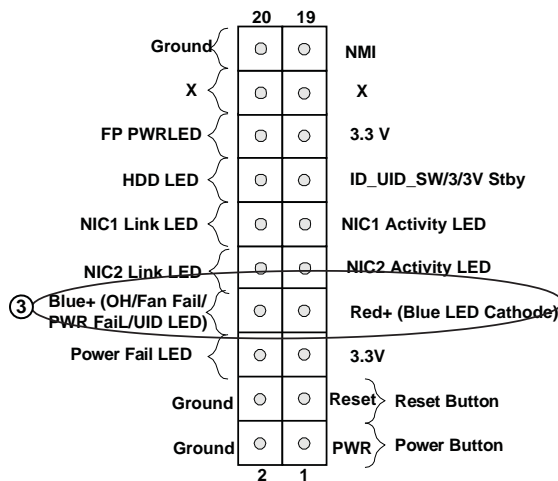 20 19
Ground NMI
X X
FP PWRLED 3.3 V
HDD LED ID_UID_SW/3/3V Stby
NIC1 Link LED NIC1 Activity LED
NIC2 Link LED NIC2 Activity LED
3
Blue+ (OH/Fan Fail/
PWR FaiL/UID LED)
Red+ (Blue LED Cathode)
Power Fail LED 3.3V
Ground Reset Reset Button
Ground PWR Power Button
2 1